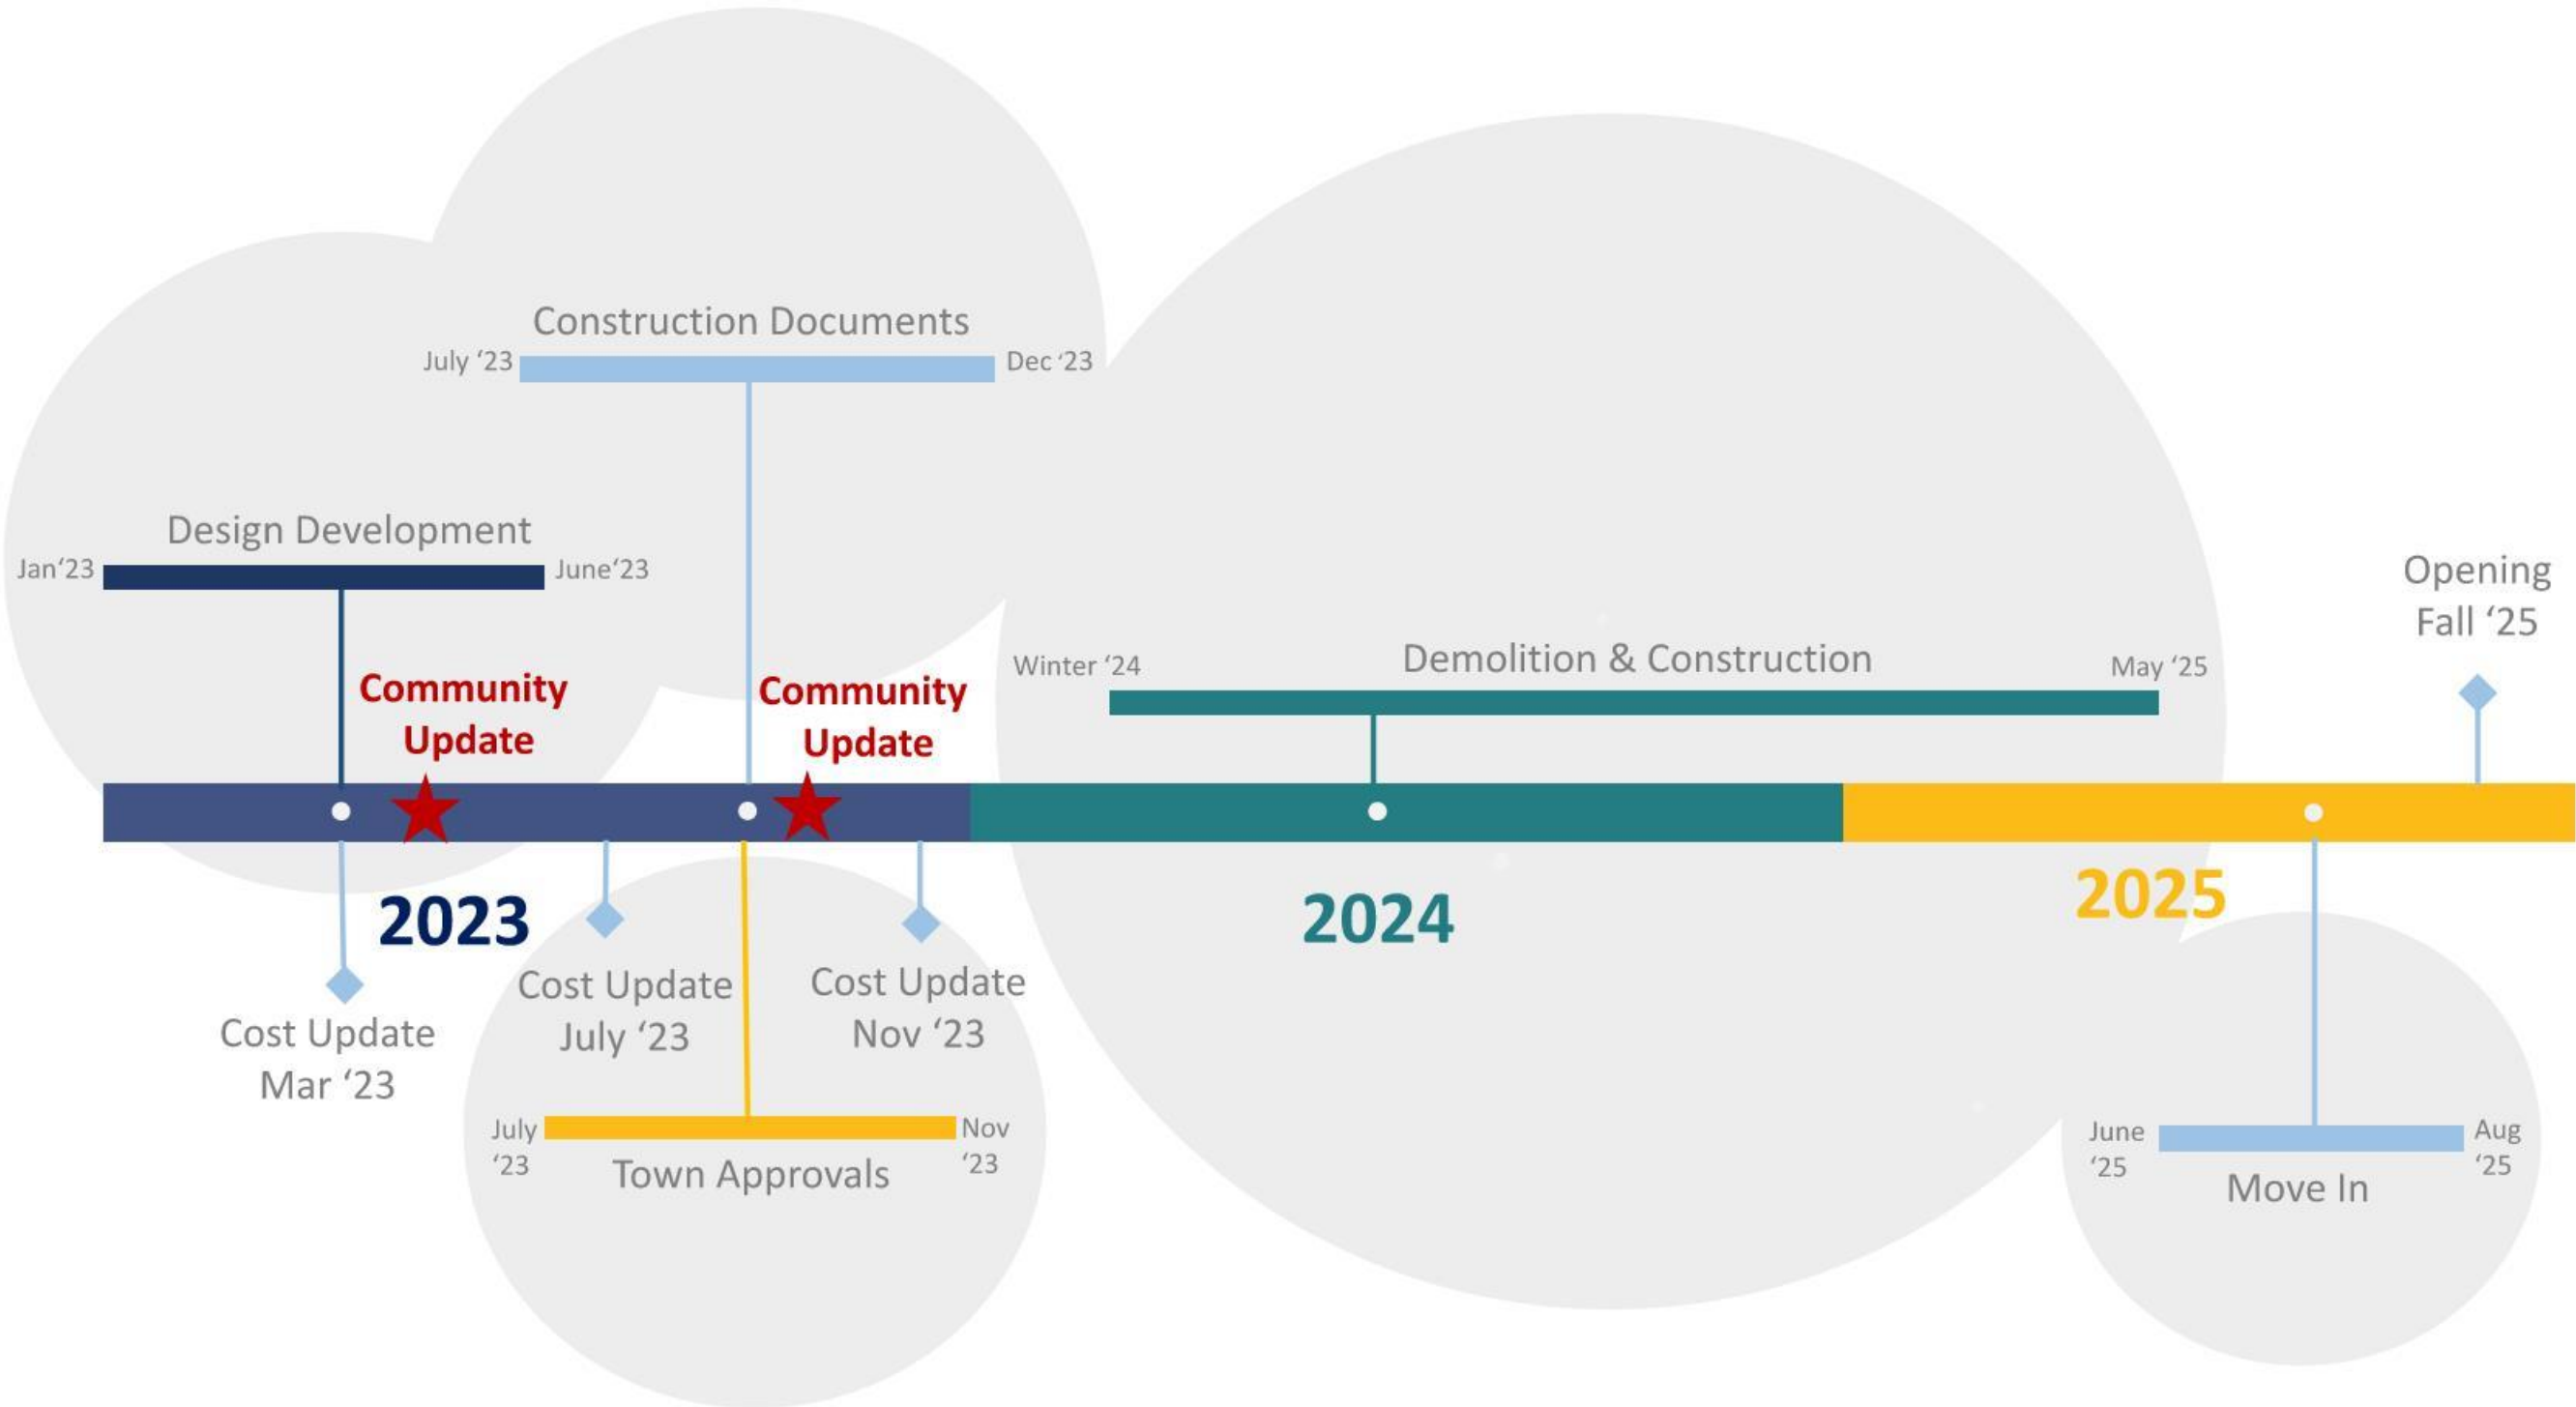 Construction Documents
July ‘23
Dec ‘23
Design Development
Jan‘23
June‘23
Opening
Fall ‘25
Winter ‘24
Demolition & Construction
May ‘25
Community
Update
Community
Update
2023
2024
2025
Cost Update
Mar ‘23
Cost Update
July ‘23
Cost Update
Nov ‘23
July
‘23
Nov
‘23
Town Approvals
June
‘25
Aug
‘25
Move In